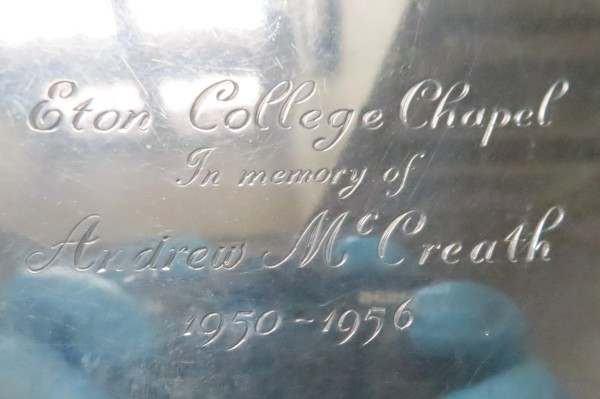 Eton College Chapel
In memory of
Andrew McCreath
1950-1956